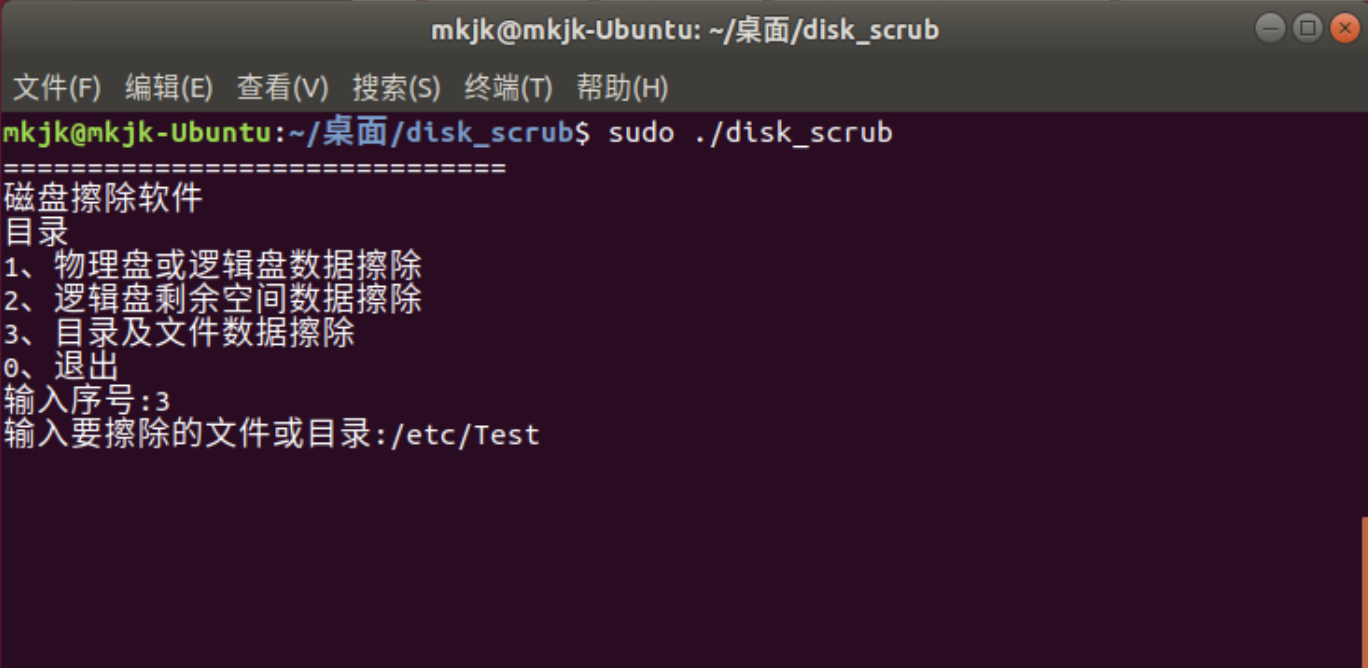 mkjk@mkjk-Ubuntu: ~/桌面/disk_scrub
文件(F) 编辑(E) 查看(V) 搜索(S) 终端(T) 帮助(H)
mkjk@mkjk-Ubuntu:~/桌面/disk_scrub$ sudo ./disk_scrub
==============================
磁盘擦除软件
目录
1、物理盘或逻辑盘数据擦除
2、逻辑盘剩余空间数据擦除
3、目录及文件数据擦除
0、退出
输入序号:3
输入要擦除的文件或目录:/etc/Test